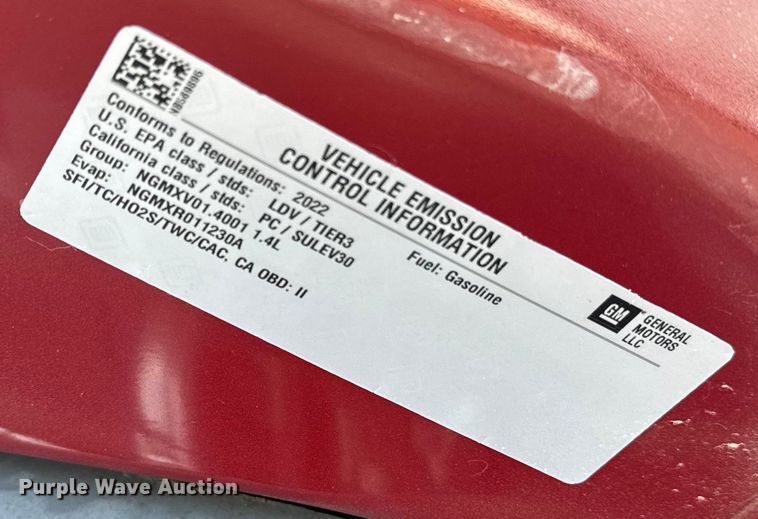 VEHICLE EMISSION
CONTROL INFORMATION
Conforms to Regulations: 2022
U.S. EPA class / stds: LDV / TIER3
California class / stds: PC / SULEV30
Group: NGMXV01.4001 1.4L
Evap: NGMXR011230A
SFI/TC/HO2S/TWC/CAC, CA OBD: II
Fuel: Gasoline
GM
GENERAL
MOTORS
LLC
Purple Wave Auction